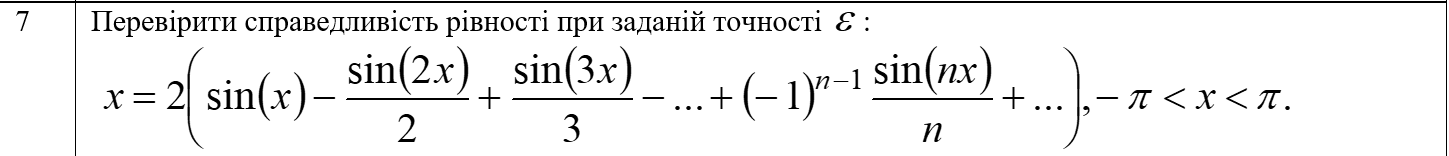 7 Перевірити справедливість рівності при заданій точності ε :
x = 2( sin(x) − sin(2x)/2 + sin(3x)/3 − ... + (−1)^{n−1} sin(nx)/n + ... ), − π < x < π.